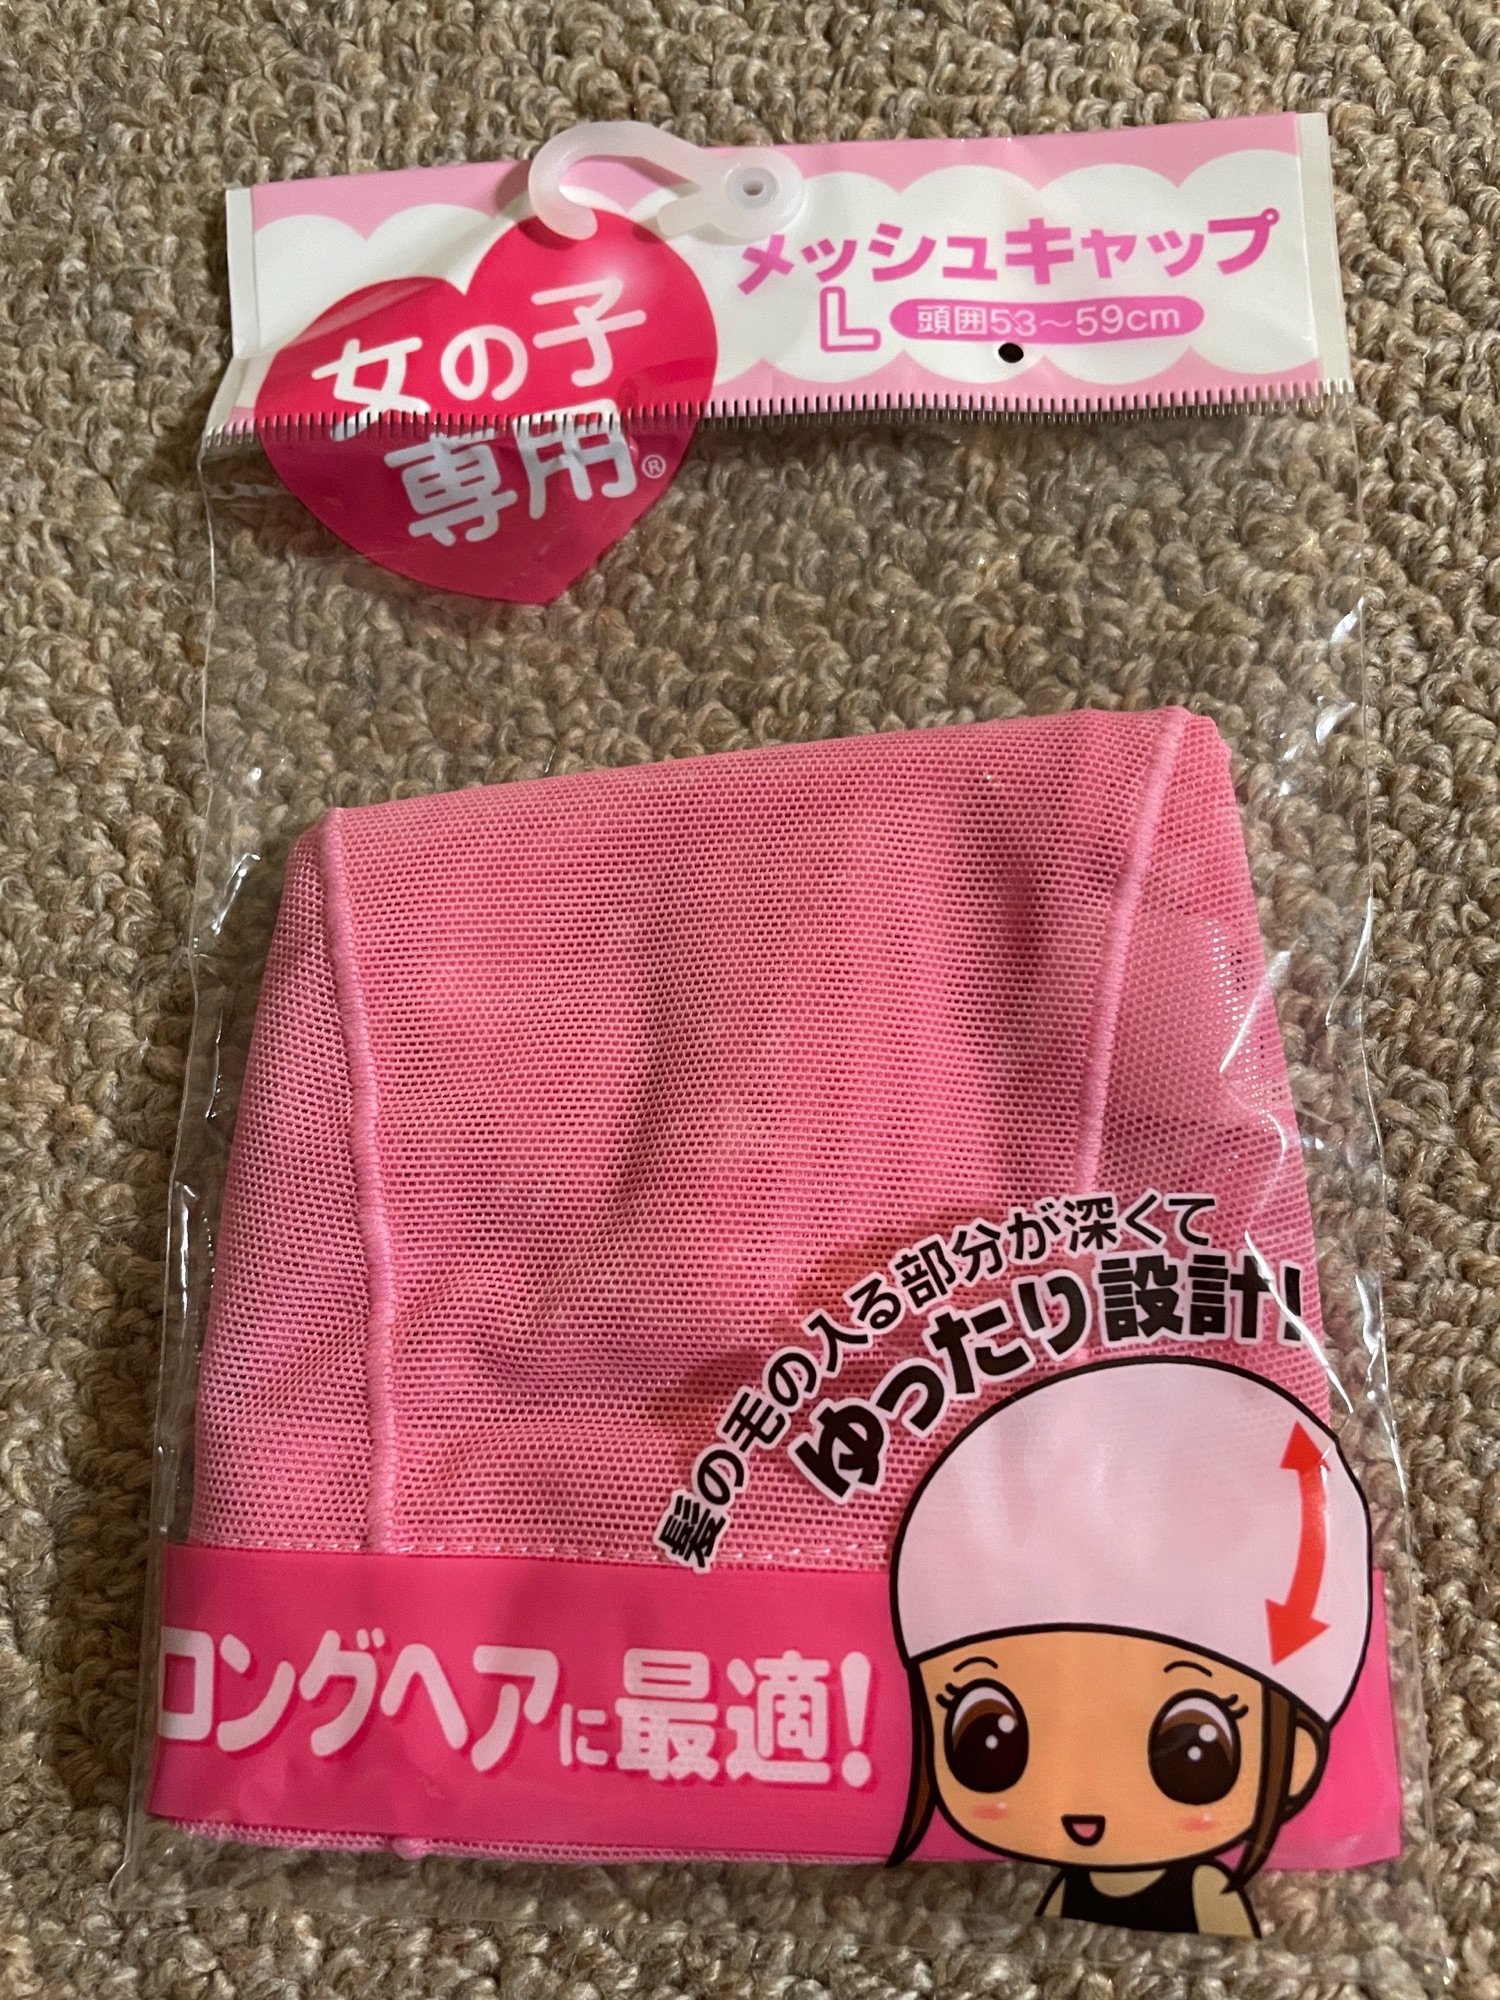 女の子
専用®
メッシュキャップ
L 頭囲53～59cm
髪の毛の入る部分が深くて
ゆったり設計!
ロングヘアに最適!